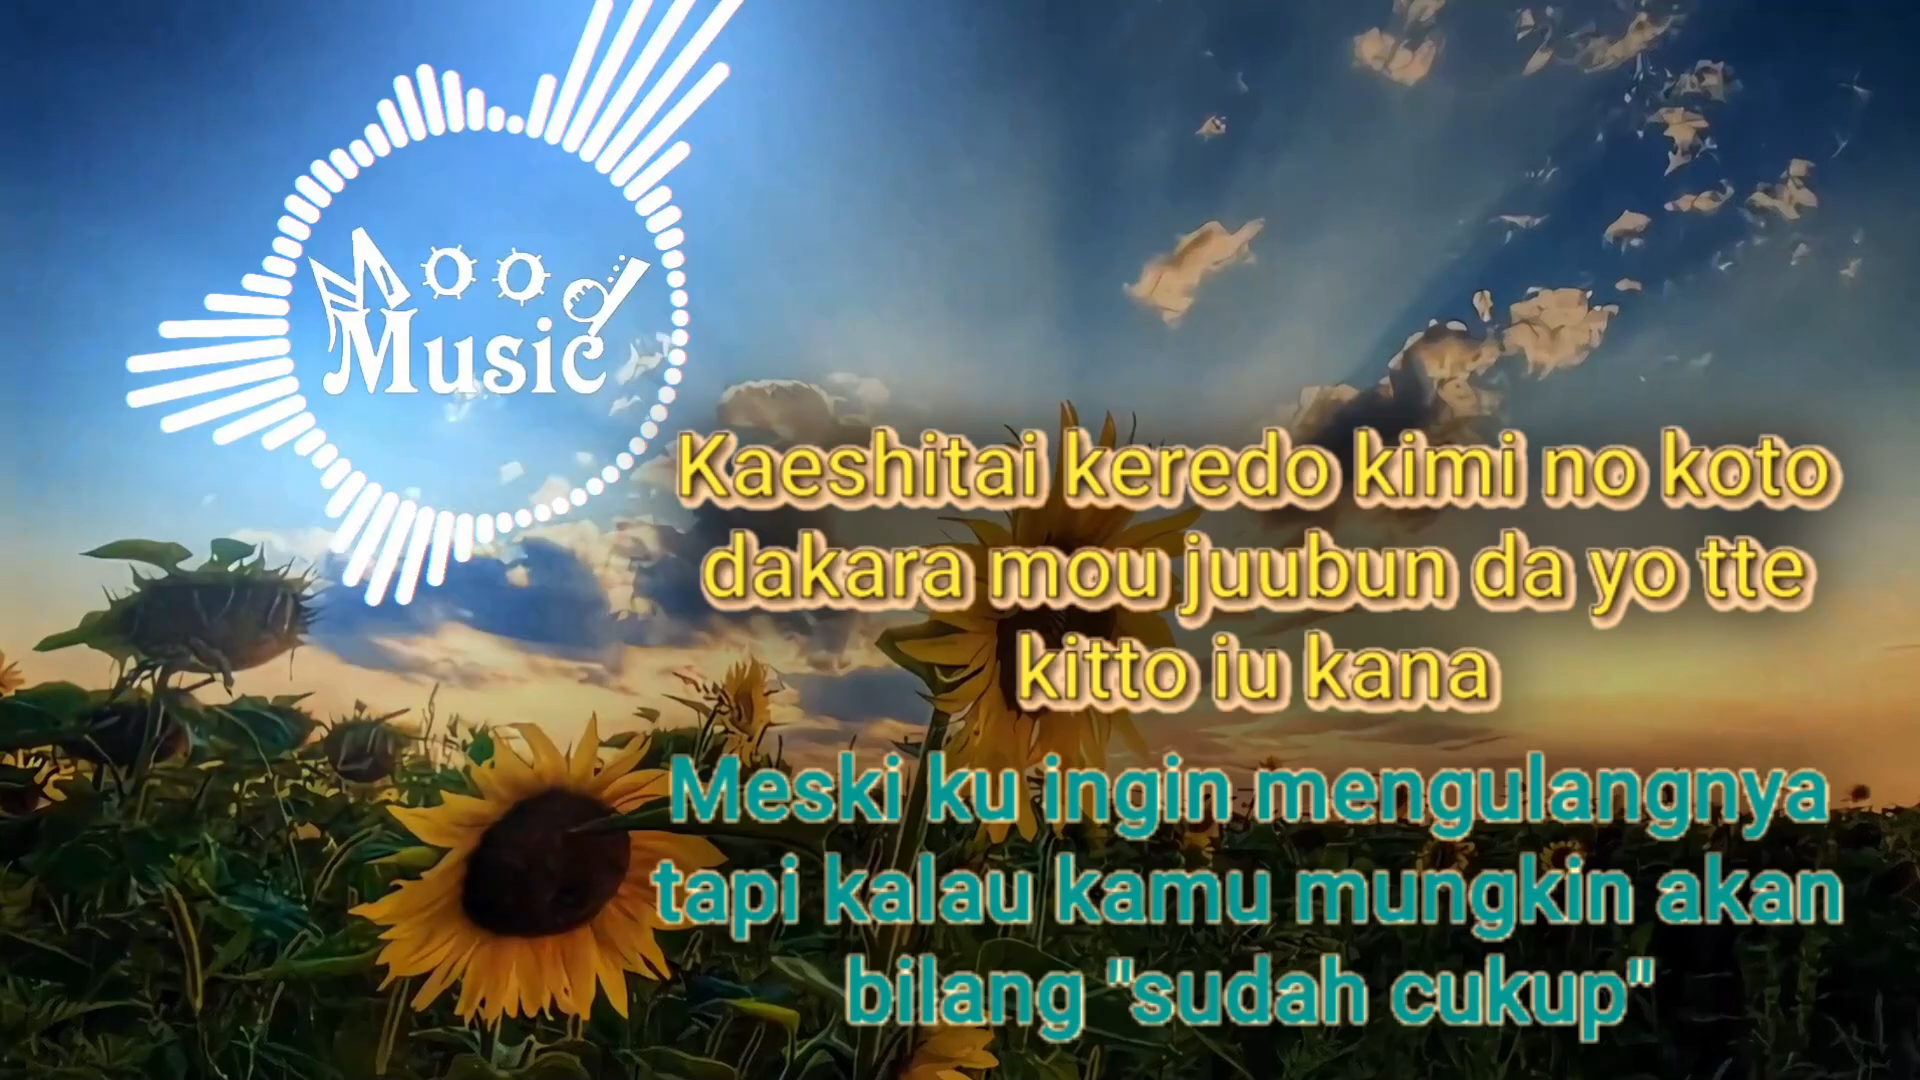 Mood
Music
Kaeshitai keredo kimi no koto
dakara mou juubun da yo tte
kitto iu kana
Meski ku ingin mengulangnya
tapi kalau kamu mungkin akan
bilang "sudah cukup"